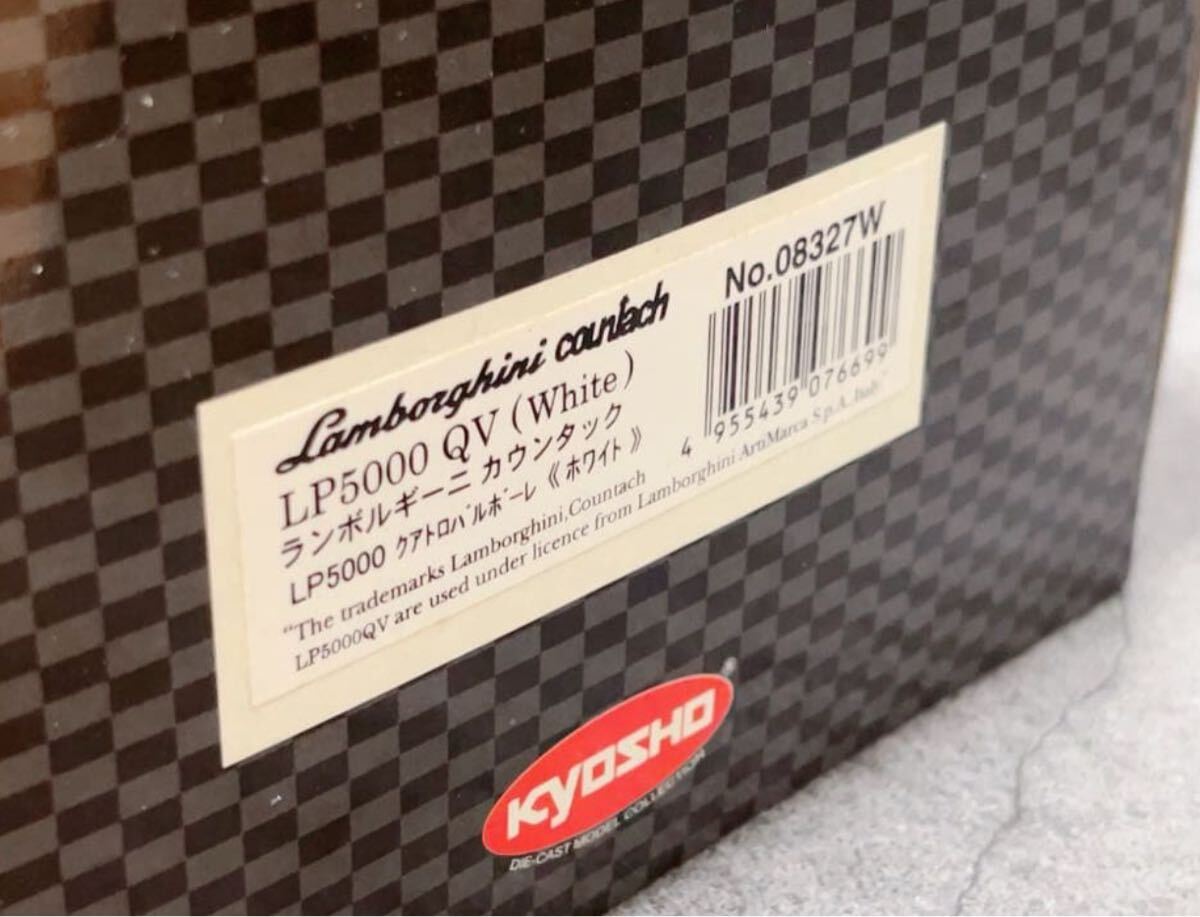 Lamborghini countach
LP5000 QV (White)
ランボルギーニ カウンタック
LP5000 クアトロバルボーレ 《ホワイト》
"The trademarks Lamborghini,Countach
LP5000QV are used under licence from Lamborghini ArtiMarca S.p.A. Italy"
No.08327W
4 955439 076699
KYOSHO
DIE-CAST MODEL COLLECTION